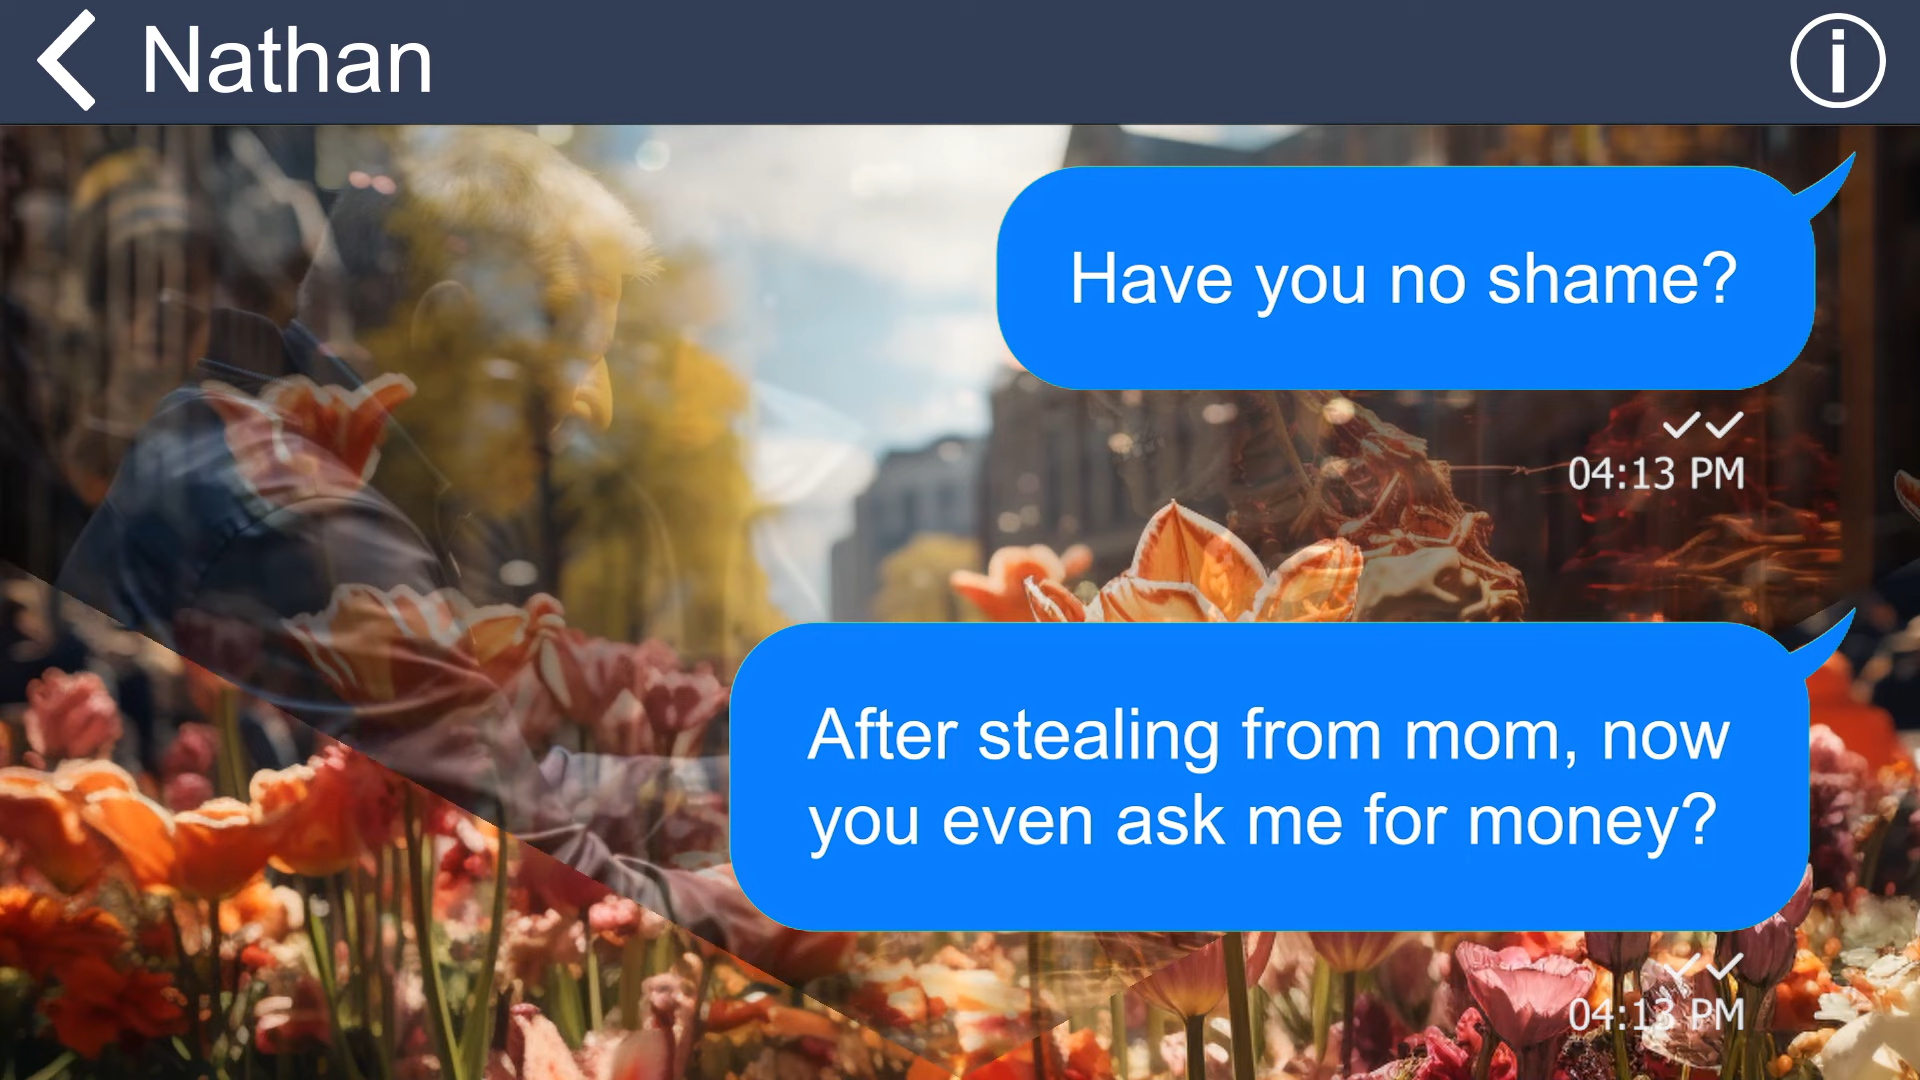 Nathan
Have you no shame?
04:13 PM
After stealing from mom, now
you even ask me for money?
04:13 PM